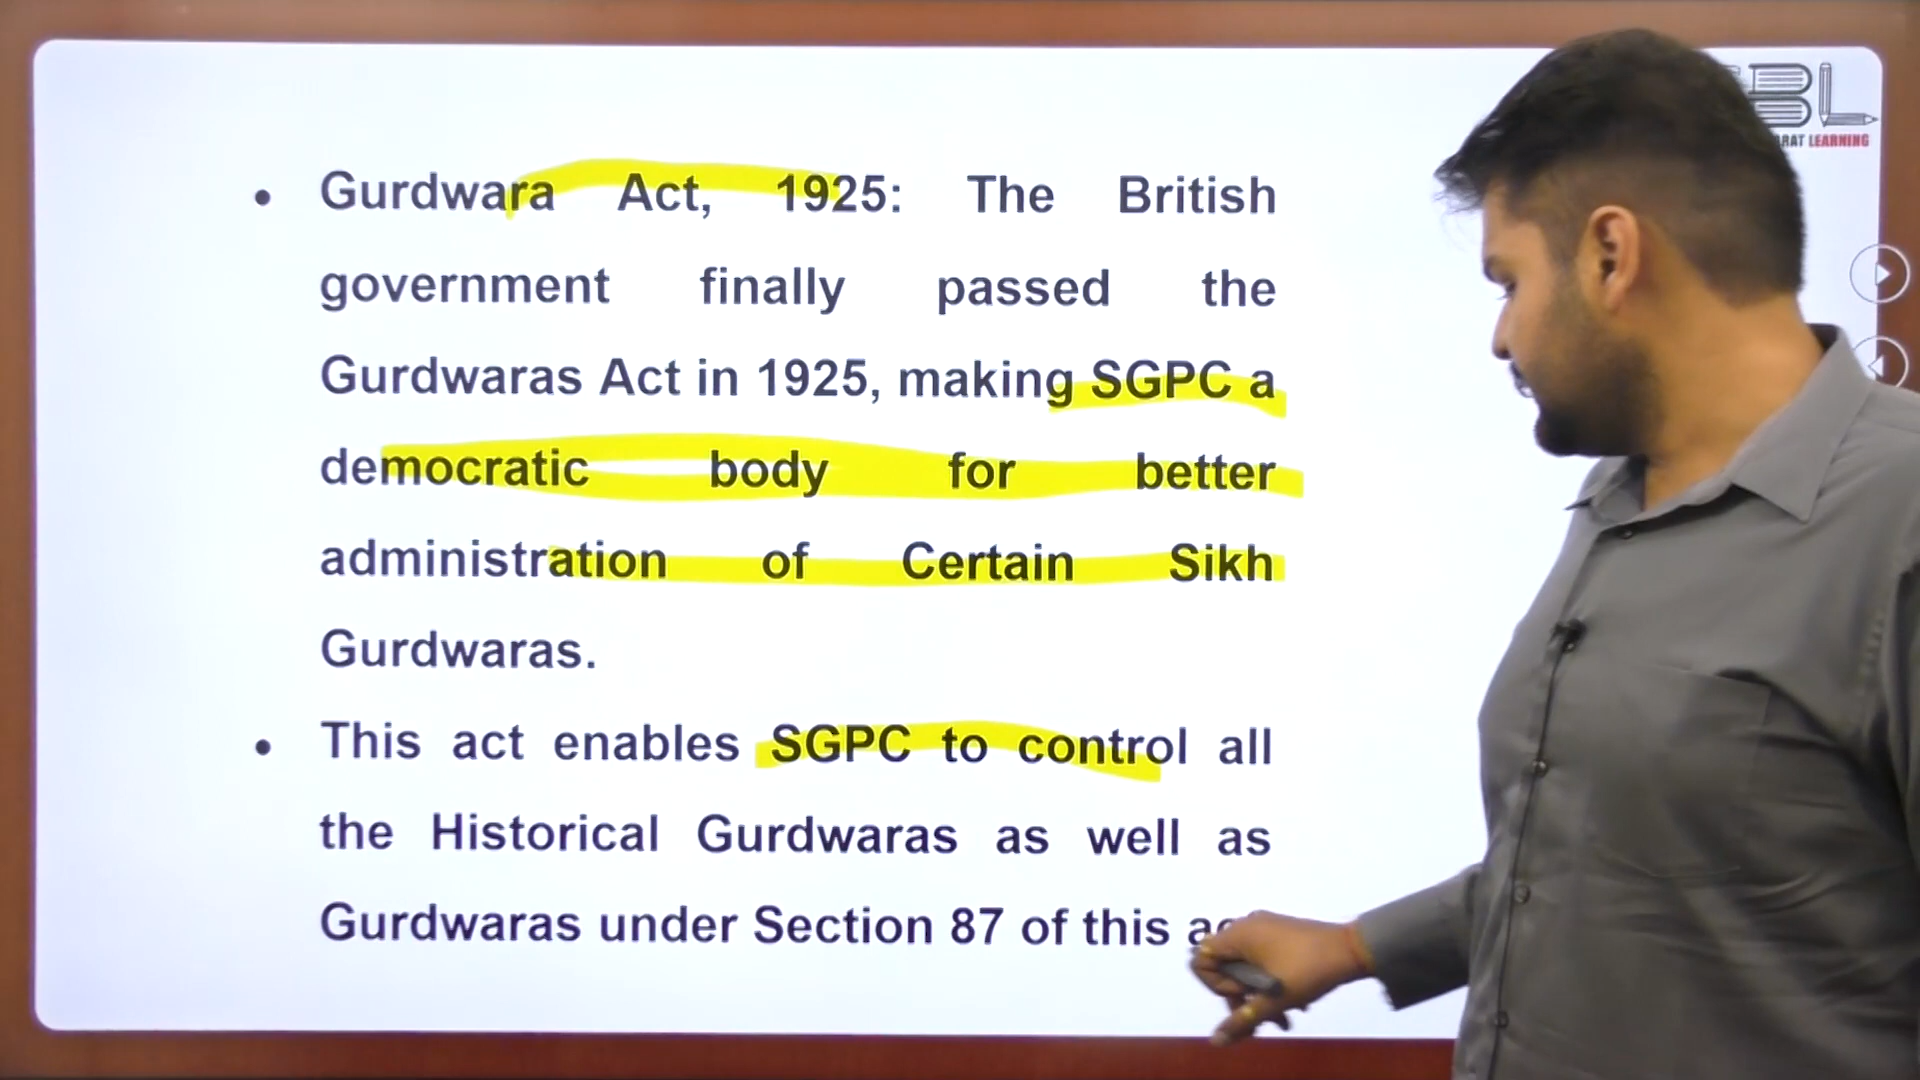 • Gurdwara Act, 1925: The British
government finally passed the
Gurdwaras Act in 1925, making SGPC a
democratic body for better
administration of Certain Sikh
Gurdwaras.
• This act enables SGPC to control all
the Historical Gurdwaras as well as
Gurdwaras under Section 87 of this
BL
LEARNING